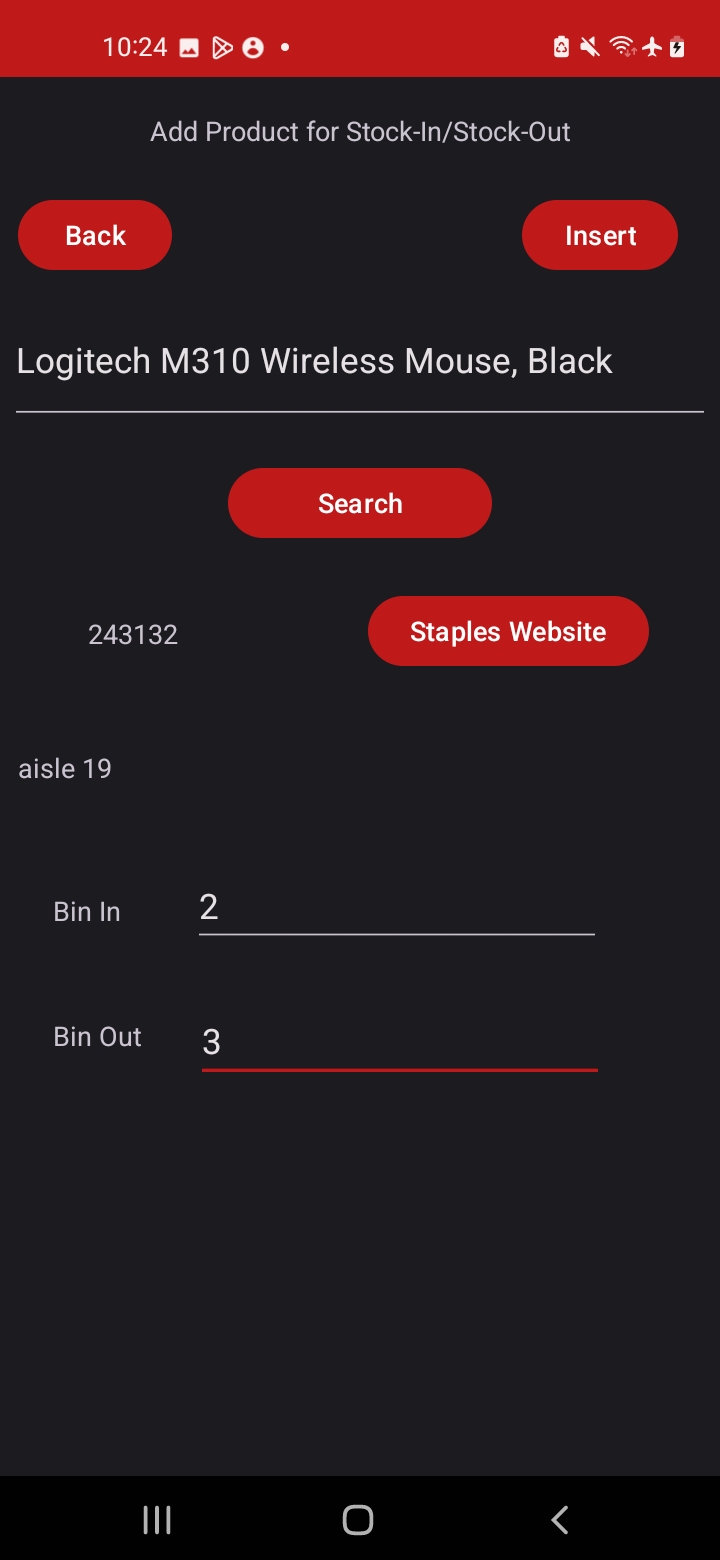 10:24
Add Product for Stock-In/Stock-Out
Back
Insert
Logitech M310 Wireless Mouse, Black
Search
243132
Staples Website
aisle 19
Bin In
2
Bin Out
3